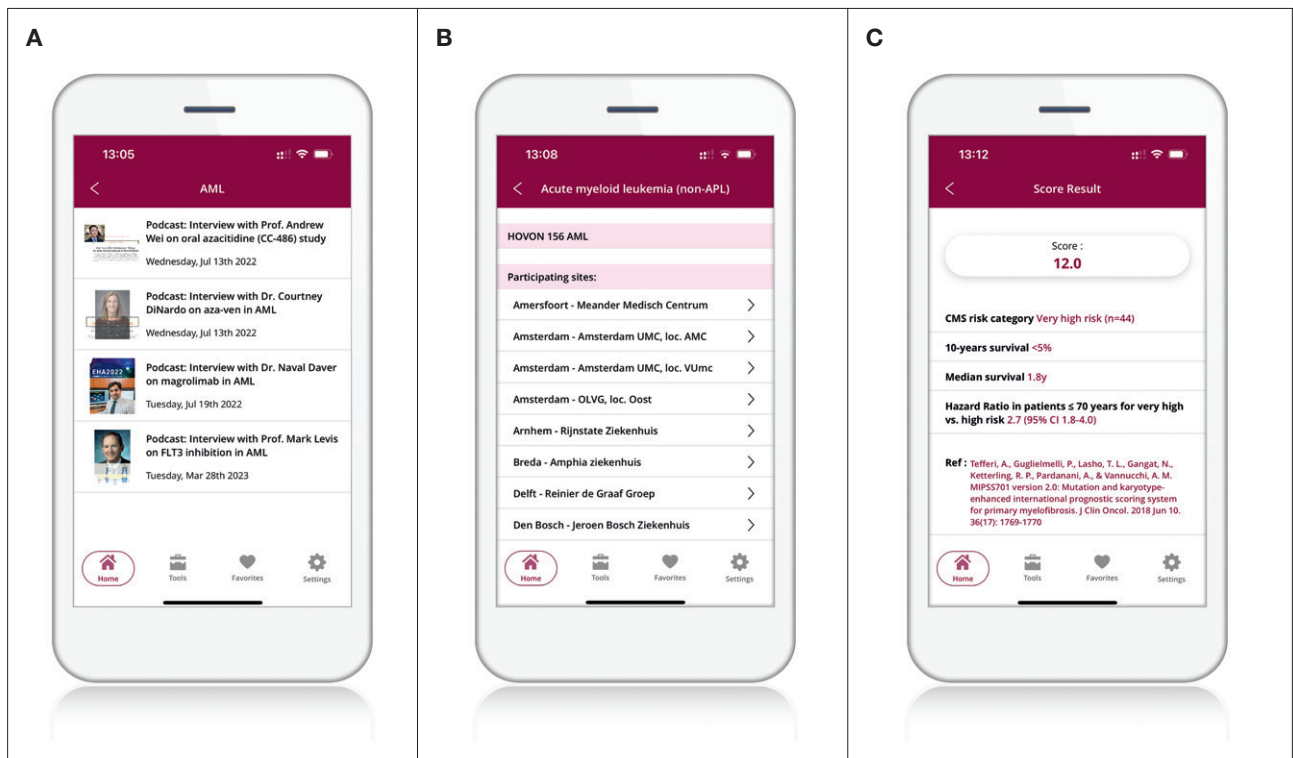 A
13:05
AML
Podcast: Interview with Prof. Andrew
Wei on oral azacitidine (CC-486) study
Wednesday, Jul 13th 2022
Podcast: Interview with Dr. Courtney
DiNardo on aza-ven in AML
Wednesday, Jul 13th 2022
EHA2022
Podcast: Interview with Dr. Naval Daver
on magrolimab in AML
Tuesday, Jul 19th 2022
Podcast: Interview with Prof. Mark Levis
on FLT3 inhibition in AML
Tuesday, Mar 28th 2023
Home
Tools
Favorites
Settings
B
13:08
Acute myeloid leukemia (non-APL)
HOVON 156 AML
Participating sites:
Amersfoort - Meander Medisch Centrum
Amsterdam - Amsterdam UMC, loc. AMC
Amsterdam - Amsterdam UMC, loc. VUmc
Amsterdam - OLVG, loc. Oost
Arnhem - Rijnstate Ziekenhuis
Breda - Amphia ziekenhuis
Delft - Reinier de Graaf Groep
Den Bosch - Jeroen Bosch Ziekenhuis
Home
Tools
Favorites
Settings
C
13:12
Score Result
Score :
12.0
CMS risk category Very high risk (n=44)
10-years survival <5%
Median survival 1.8y
Hazard Ratio in patients ≤ 70 years for very high
vs. high risk 2.7 (95% CI 1.8-4.0)
Ref : Tefferi, A., Guglielmelli, P., Lasho, T. L., Gangat, N.,
Ketterling, R. P., Pardanani, A., & Vannucchi, A. M.
MIPSS701 version 2.0: Mutation and karyotype-
enhanced international prognostic scoring system
for primary myelofibrosis. J Clin Oncol. 2018 Jun 10.
36(17): 1769-1770
Home
Tools
Favorites
Settings